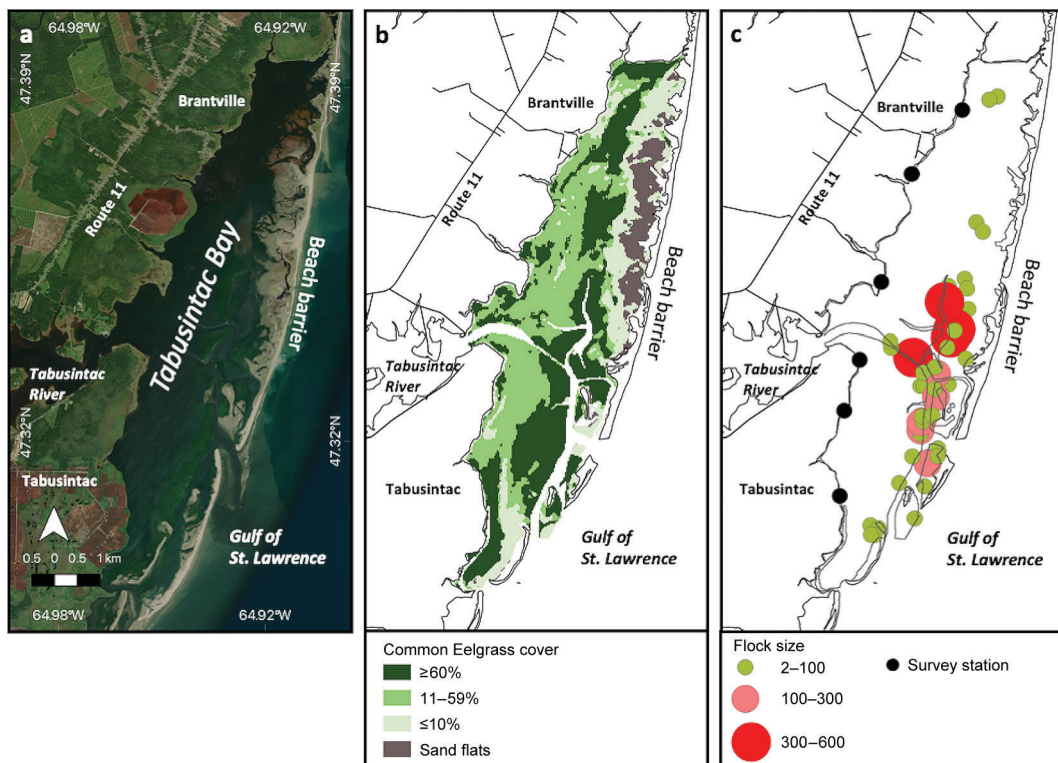 a
64.98°W
64.92°W
47.39°N
47.39°N
Brantville
Route 11
Tabusintac Bay
Beach barrier
Tabusintac
River
47.32°N
47.32°N
Tabusintac
0.5 0 0.5 1km
Gulf of
St. Lawrence
64.98°W
64.92°W
b
Brantville
Route 11
Beach barrier
Tabusintac
River
Tabusintac
Gulf of
St. Lawrence
Common Eelgrass cover
≥60%
11–59%
≤10%
Sand flats
c
Brantville
Route 11
Beach barrier
Tabusintac
River
Tabusintac
Gulf of
St. Lawrence
Flock size
2–100
100–300
300–600
Survey station